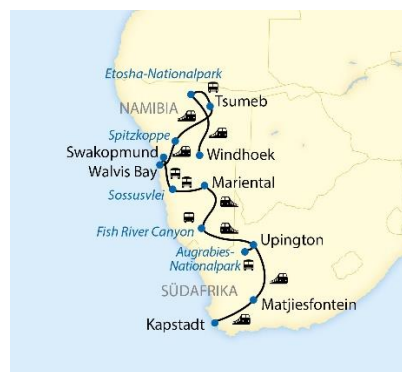 Etosha-Nationalpark
Tsumeb
NAMIBIA
Spitzkoppe
Swakopmund
Windhoek
Walvis Bay
Mariental
Sossusvlei
Fish River Canyon
Upington
Augrabies-
Nationalpark
SÜDAFRIKA
Matjiesfontein
Kapstadt